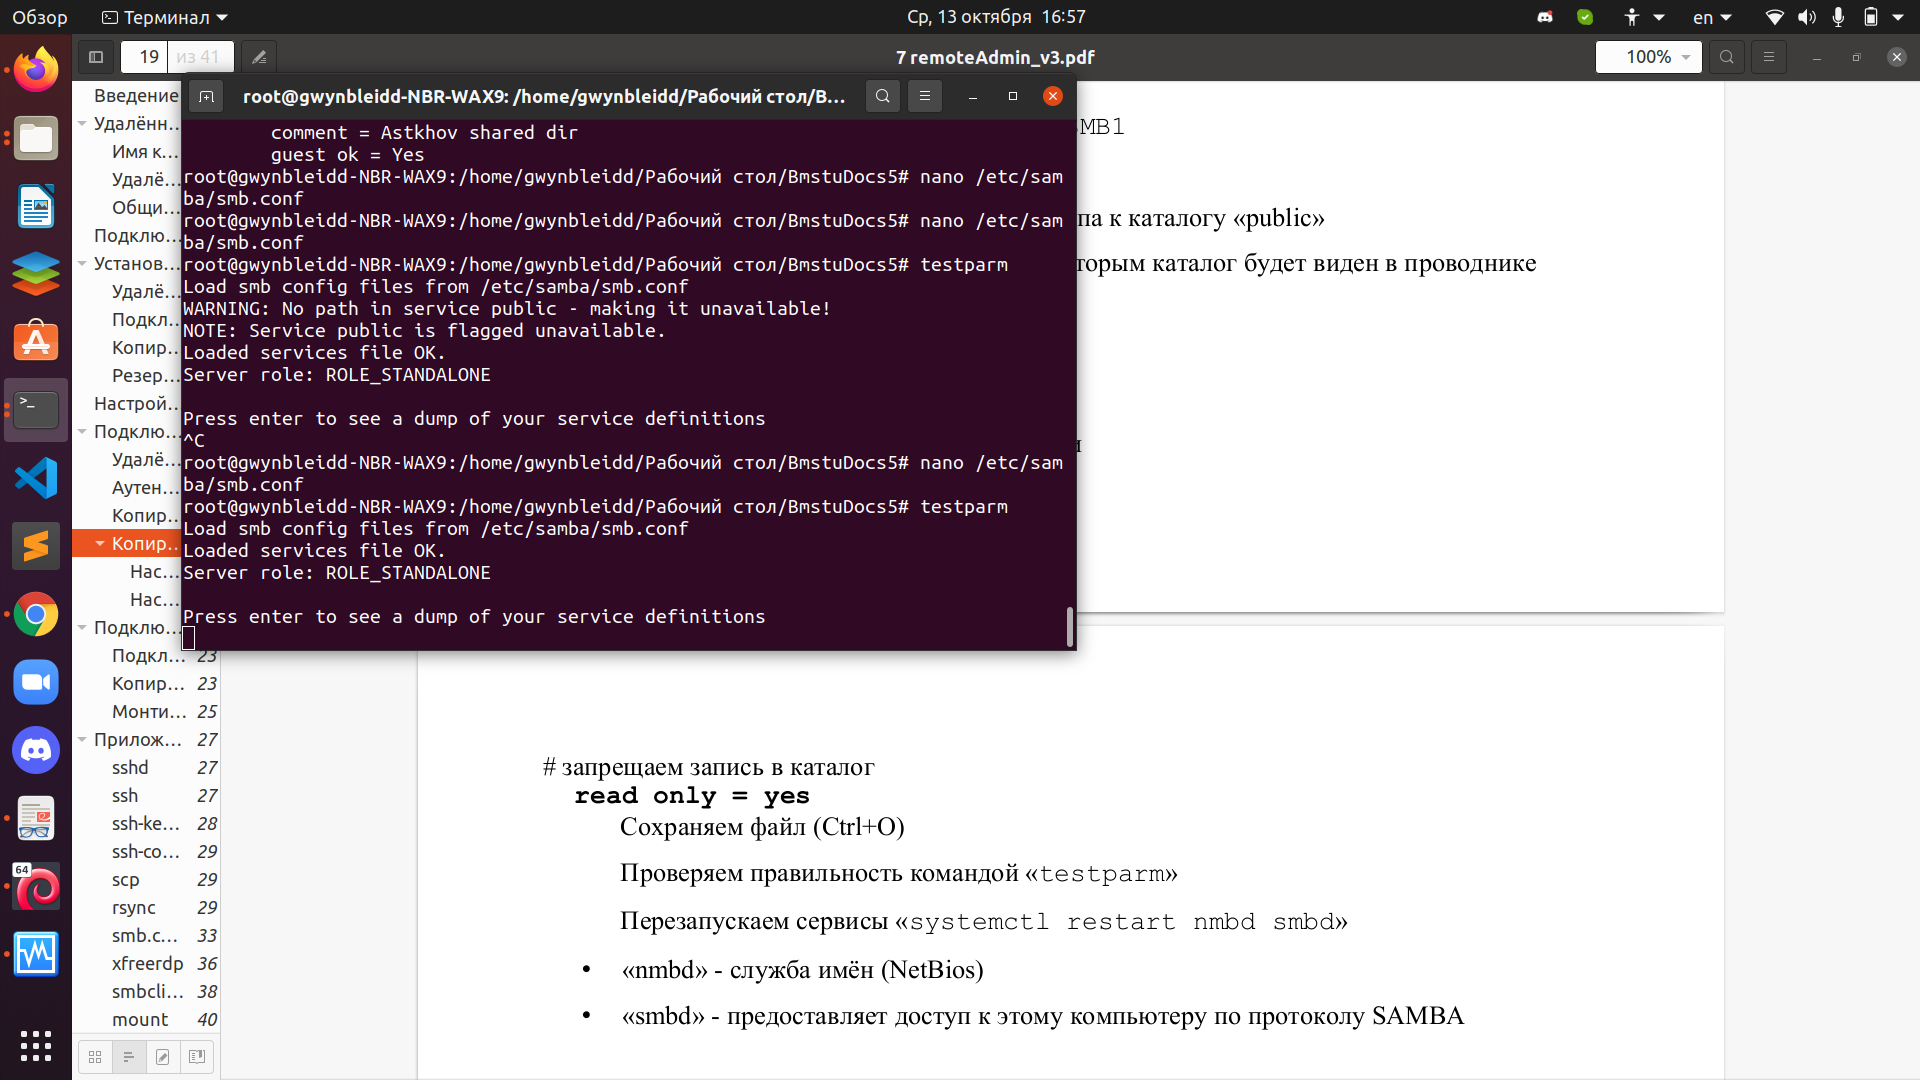 Обзор
Терминал
Ср, 13 октября 16:57
en
19
из 41
7 remoteAdmin_v3.pdf
100%
Введение
Удалённ…
Имя к…
Удалё…
Общи…
Подклю…
Установ…
Удалё…
Подкл…
Копир…
Резер…
Настрой…
Подклю…
Удалё…
Аутен…
Копир…
Копир…
Нас…
Нас…
Подклю…
Подкл… 23
Копир… 23
Монти… 25
Прилож… 27
sshd 27
ssh 27
ssh-ke… 28
ssh-co… 29
scp 29
rsync 29
smb.c… 33
xfreerdp 36
smbcli… 38
mount 40
64
root@gwynbleidd-NBR-WAX9: /home/gwynbleidd/Рабочий стол/B…
comment = Astkhov shared dir
guest ok = Yes
root@gwynbleidd-NBR-WAX9:/home/gwynbleidd/Рабочий стол/BmstuDocs5# nano /etc/sam
ba/smb.conf
root@gwynbleidd-NBR-WAX9:/home/gwynbleidd/Рабочий стол/BmstuDocs5# nano /etc/sam
ba/smb.conf
root@gwynbleidd-NBR-WAX9:/home/gwynbleidd/Рабочий стол/BmstuDocs5# testparm
Load smb config files from /etc/samba/smb.conf
WARNING: No path in service public - making it unavailable!
NOTE: Service public is flagged unavailable.
Loaded services file OK.
Server role: ROLE_STANDALONE
Press enter to see a dump of your service definitions
^C
root@gwynbleidd-NBR-WAX9:/home/gwynbleidd/Рабочий стол/BmstuDocs5# nano /etc/sam
ba/smb.conf
root@gwynbleidd-NBR-WAX9:/home/gwynbleidd/Рабочий стол/BmstuDocs5# testparm
Load smb config files from /etc/samba/smb.conf
Loaded services file OK.
Server role: ROLE_STANDALONE
Press enter to see a dump of your service definitions
MB1
па к каталогу «public»
торым каталог будет виден в проводнике
# запрещаем запись в каталог
read only = yes
Сохраняем файл (Ctrl+O)
Проверяем правильность командой «testparm»
Перезапускаем сервисы «systemctl restart nmbd smbd»
• «nmbd» - служба имён (NetBios)
• «smbd» - предоставляет доступ к этому компьютеру по протоколу SAMBA